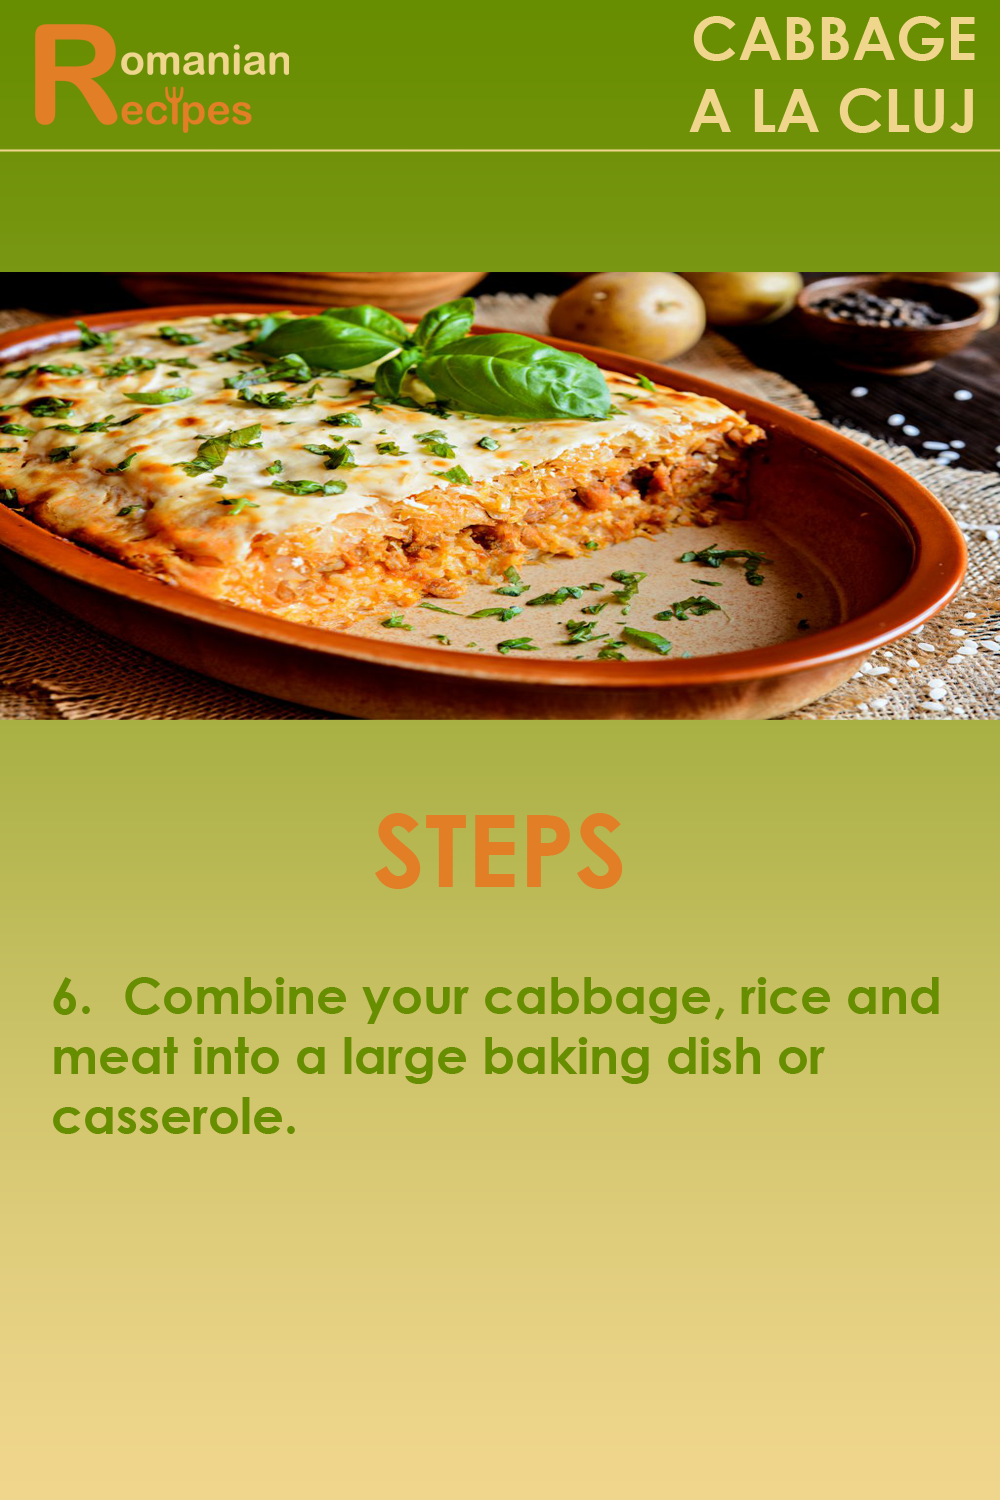 Romanian
Recipes
CABBAGE
A LA CLUJ
STEPS
6. Combine your cabbage, rice and
meat into a large baking dish or
casserole.